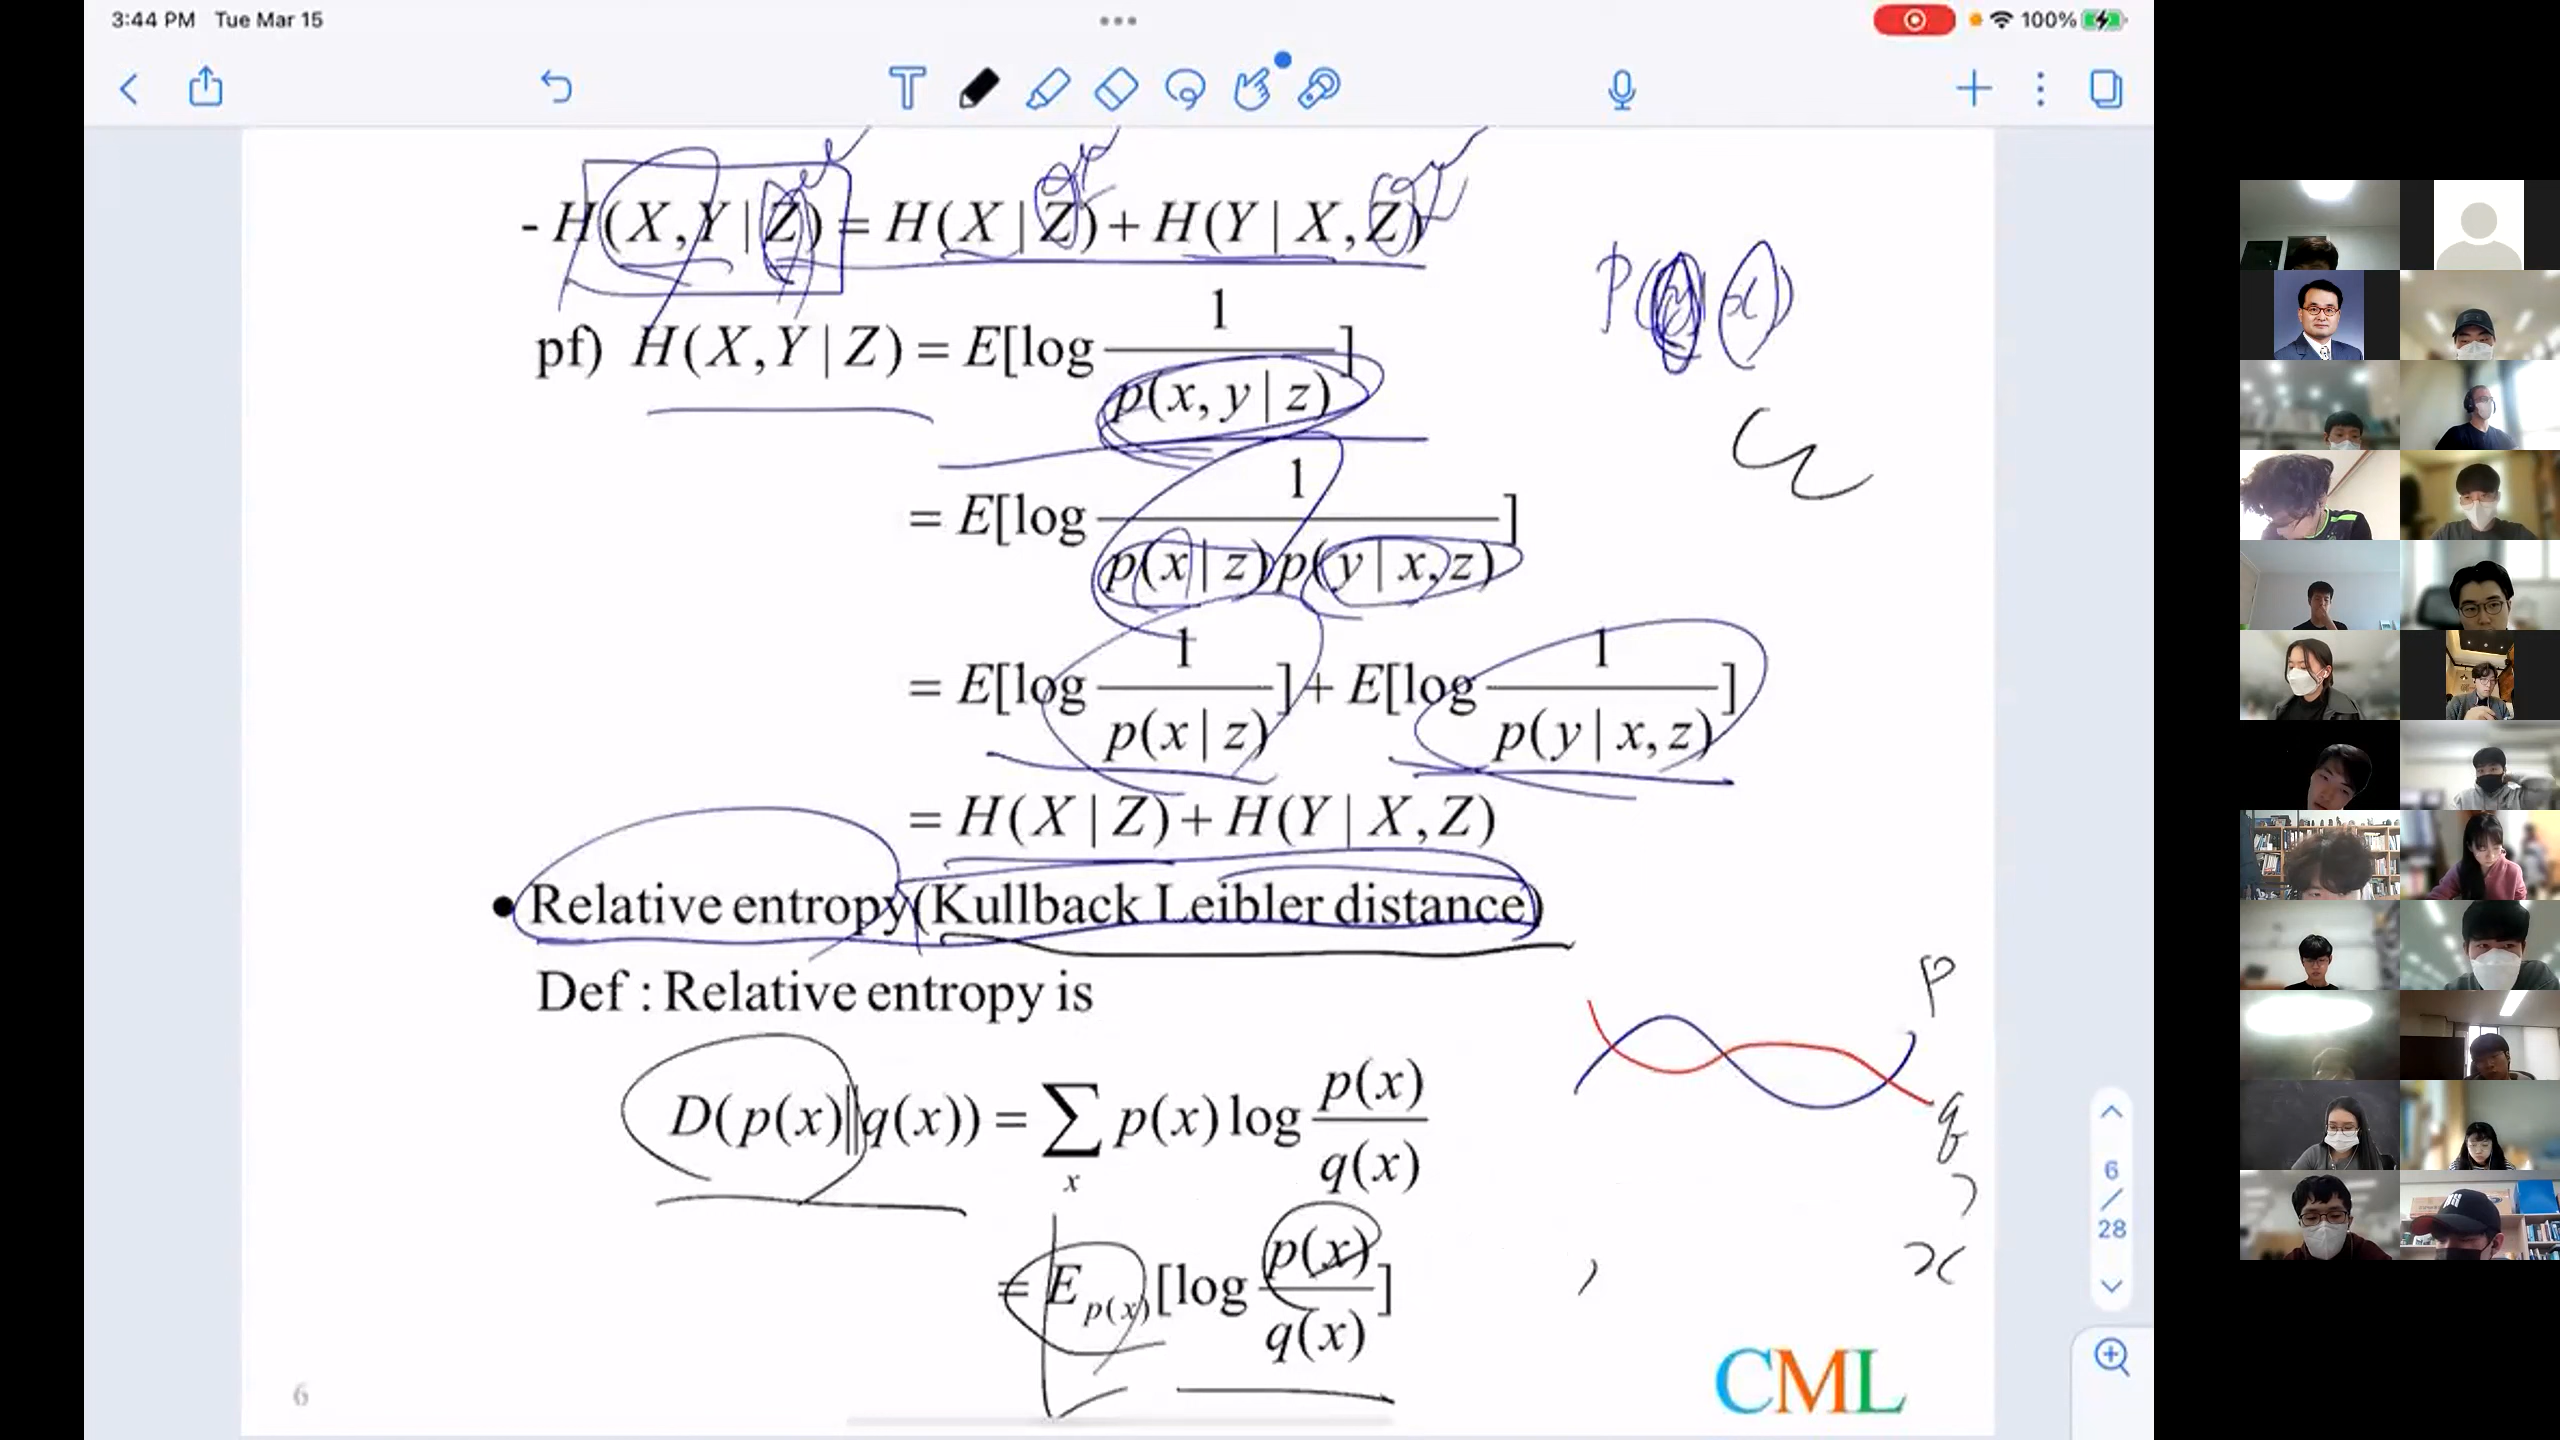 3:44 PM Tue Mar 15
100%
- H(X,Y | Z) = H(X | Z) + H(Y | X, Z)
pf) H(X,Y | Z) = E[log 1 / p(x, y | z)]
= E[log 1 / p(x | z)p(y | x, z)]
= E[log 1 / p(x | z)] + E[log 1 / p(y | x, z)]
= H(X | Z) + H(Y | X, Z)
• Relative entropy(Kullback Leibler distance)
Def : Relative entropy is
p
D(p(x)||q(x)) = ∑x p(x) log p(x) / q(x)
q
= Ep(x)[log p(x) / q(x)]
x
6
/
28
CML
6